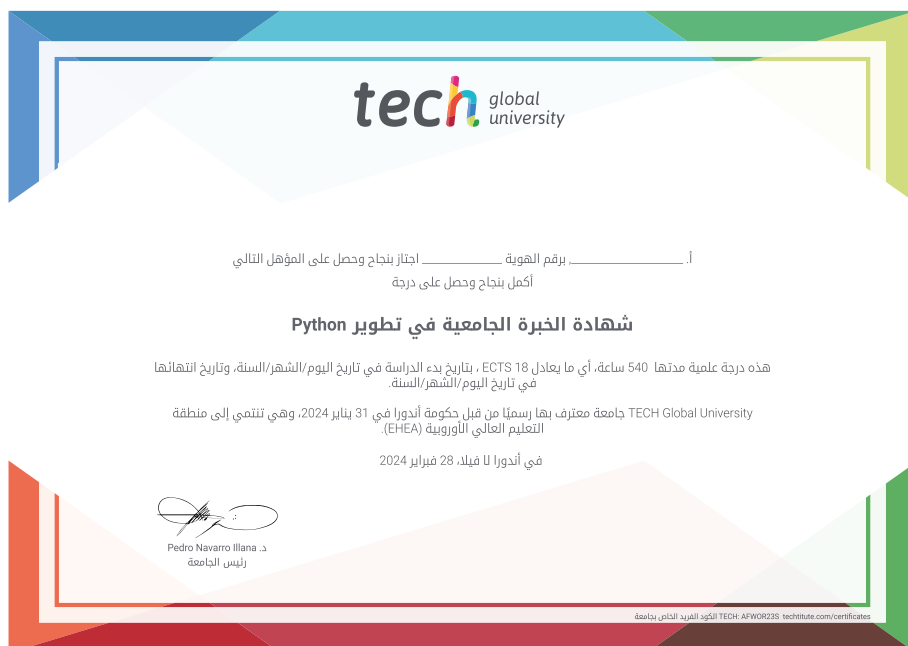 tech global
university
أ. ____________________, برقم الهوية ______________ اجتاز بنجاح وحصل على المؤهل التالي
أكمل بنجاح وحصل على درجة
شهادة الخبرة الجامعية في تطوير Python
هذه درجة علمية مدتها 540 ساعة، أي ما يعادل 18 ECTS ، بتاريخ بدء الدراسة في تاريخ اليوم/الشهر/السنة، وتاريخ انتهائها
في تاريخ اليوم/الشهر/السنة.
TECH Global University جامعة معترف بها رسميًا من قبل حكومة أندورا في 31 يناير 2024، وهي تنتمي إلى منطقة
التعليم العالي الأوروبية (EHEA).
في أندورا لا فيلا، 28 فبراير 2024
د. Pedro Navarro Illana
رئيس الجامعة
الكود الفريد الخاص بجامعة TECH: AFWOR23S techtitute.com/certificates